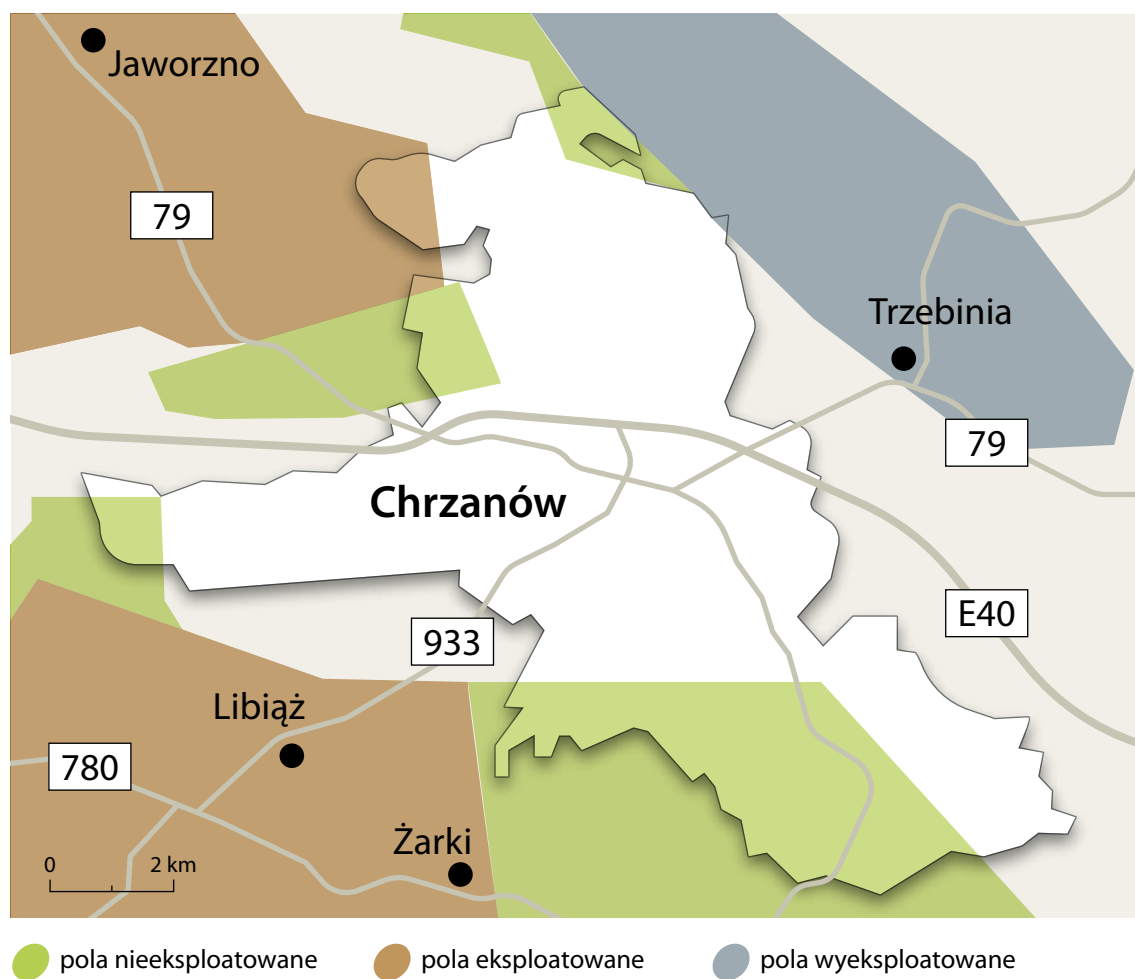 Jaworzno
79
Trzebinia
79
Chrzanów
E40
933
Libiąż
780
Żarki
0 2 km
pola nieeksploatowane pola eksploatowane pola wyeksploatowane